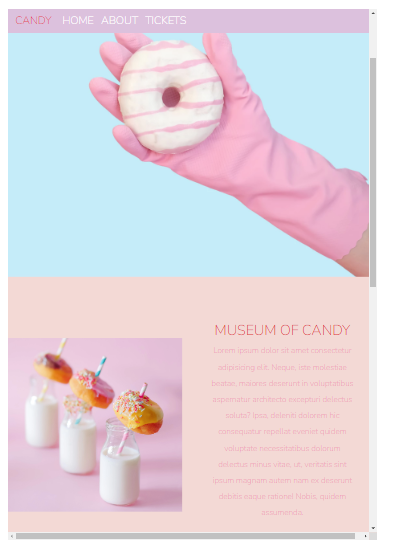 CANDY HOME ABOUT TICKETS
MUSEUM OF CANDY
Lorem ipsum dolor sit amet consectetur
adipisicing elit. Neque, iste molestiae
beatae, maiores deserunt in voluptatibus
aspernatur architecto excepturi delectus
soluta? Ipsa, deleniti dolorem hic
consequatur repellat eveniet quidem
voluptate necessitatibus dolorum
delectus minus vitae, sit, veritatis sint
ipsum magnam autem nam ex deserunt
debitis eaque ratione! Nobis, quidem
assumenda.